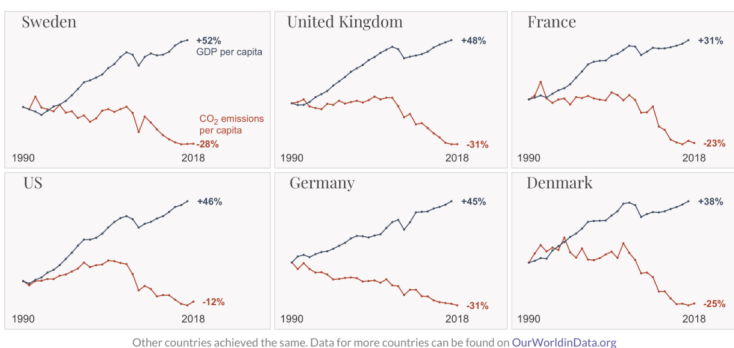 Sweden
+52%
GDP per capita
CO₂ emissions
per capita
-28%
1990
2018
United Kingdom
+48%
-31%
1990
2018
France
+31%
-23%
1990
2018
US
+46%
-12%
1990
2018
Germany
+45%
-31%
1990
2018
Denmark
+38%
-25%
1990
2018
Other countries achieved the same. Data for more countries can be found on OurWorldinData.org